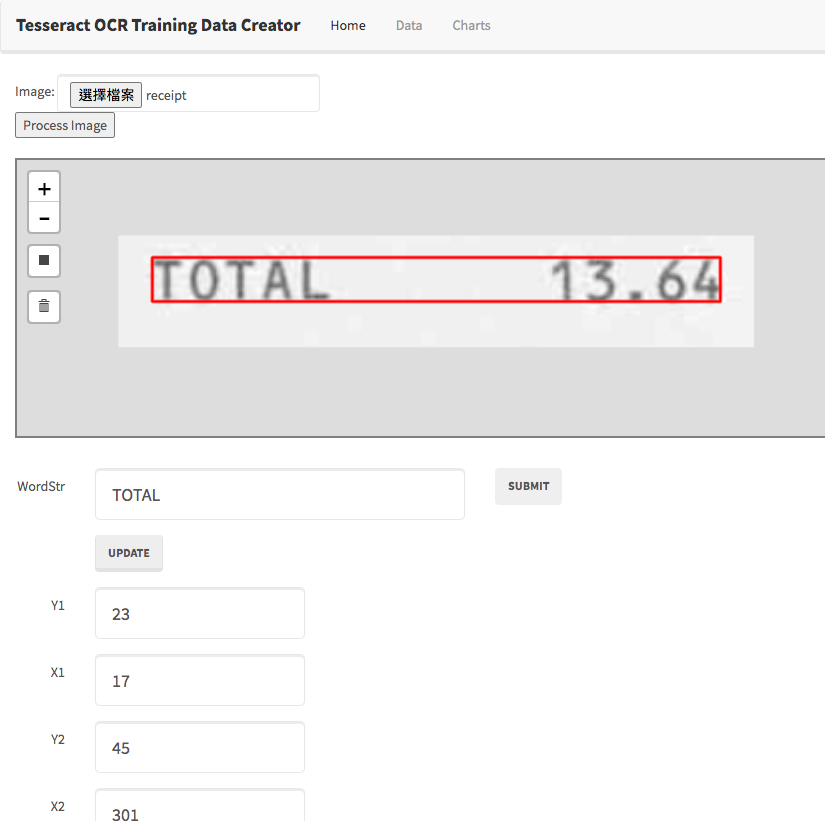 Tesseract OCR Training Data Creator Home Data Charts
Image: 選擇檔案 receipt
Process Image
+
−
TOTAL 13.64
WordStr TOTAL SUBMIT
UPDATE
Y1 23
X1 17
Y2 45
X2 301